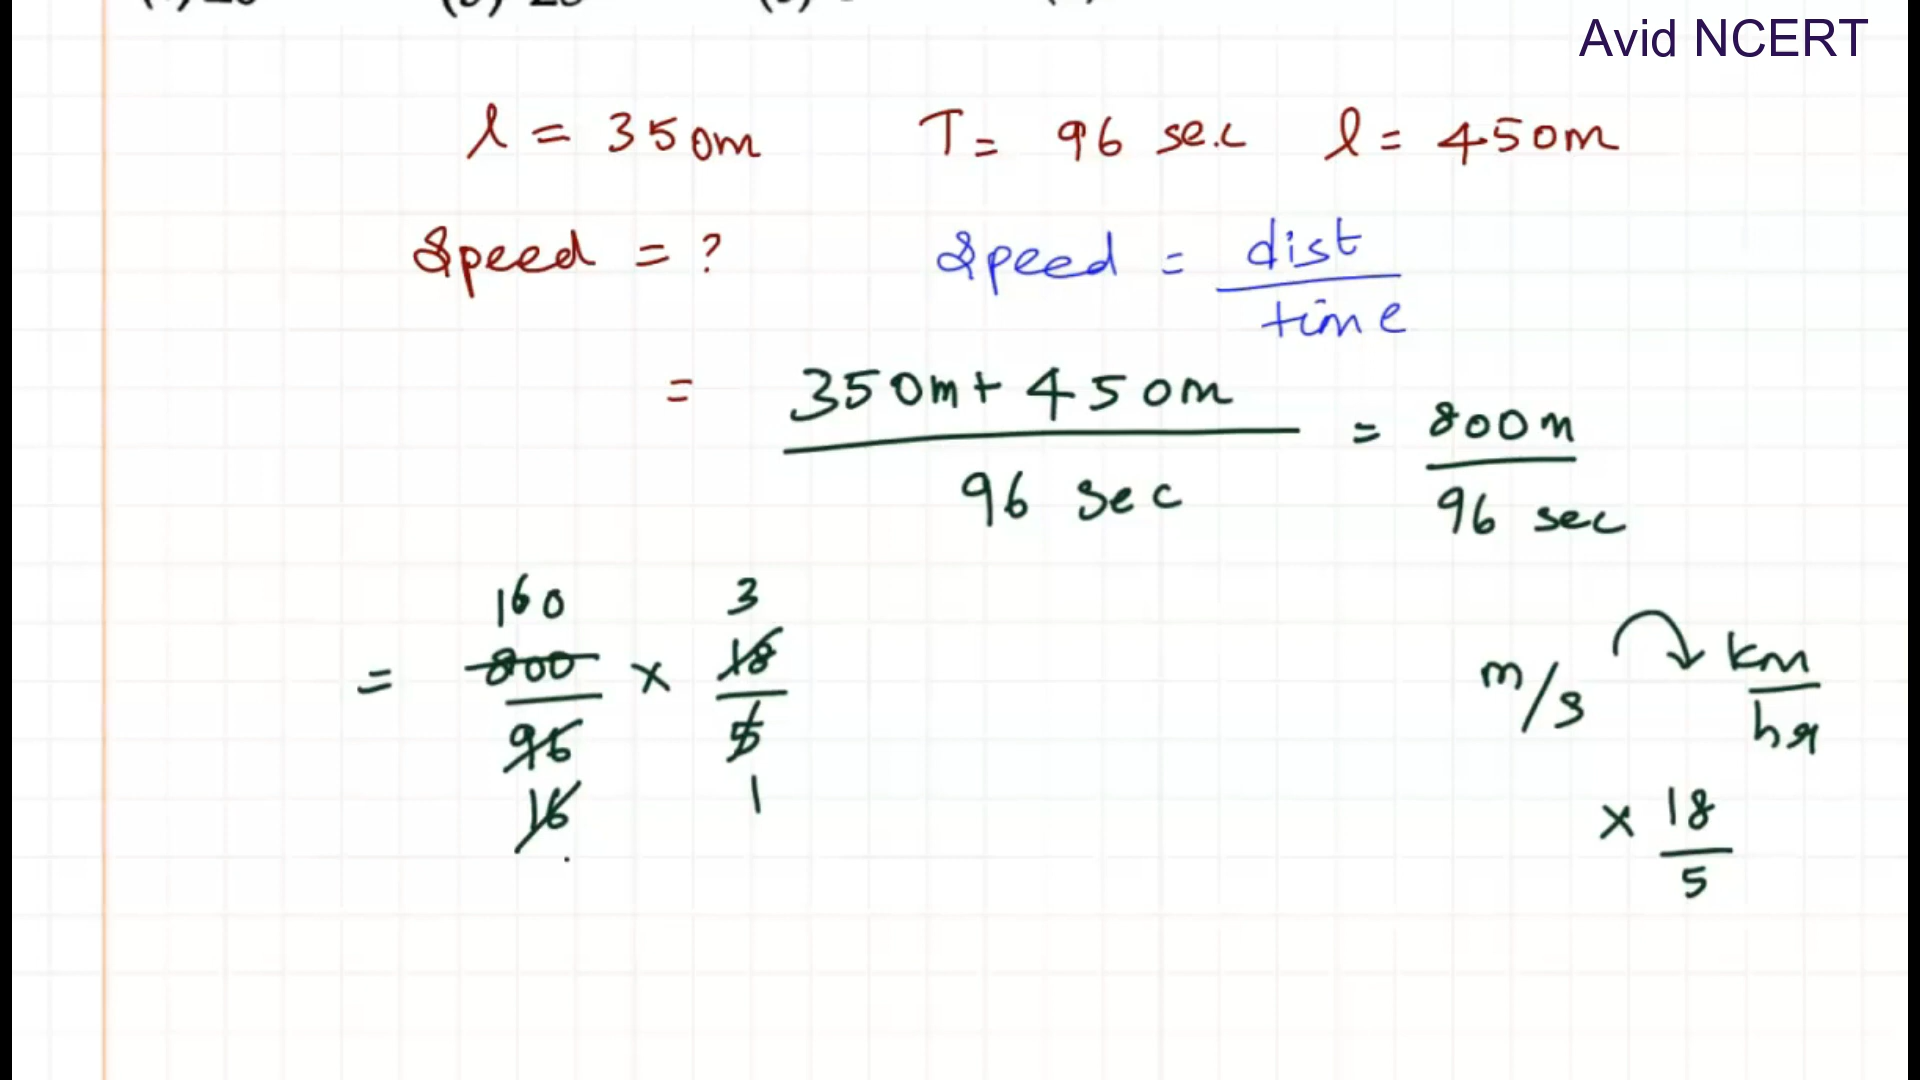 Avid NCERT
l = 350m T = 96 sec l = 450m
Speed = ? Speed = dist / time
= 350m + 450m / 96 sec = 800m / 96 sec
160 3
= 800 / 96 × 18 / 5
16 1
m/s km / hr
× 18 / 5